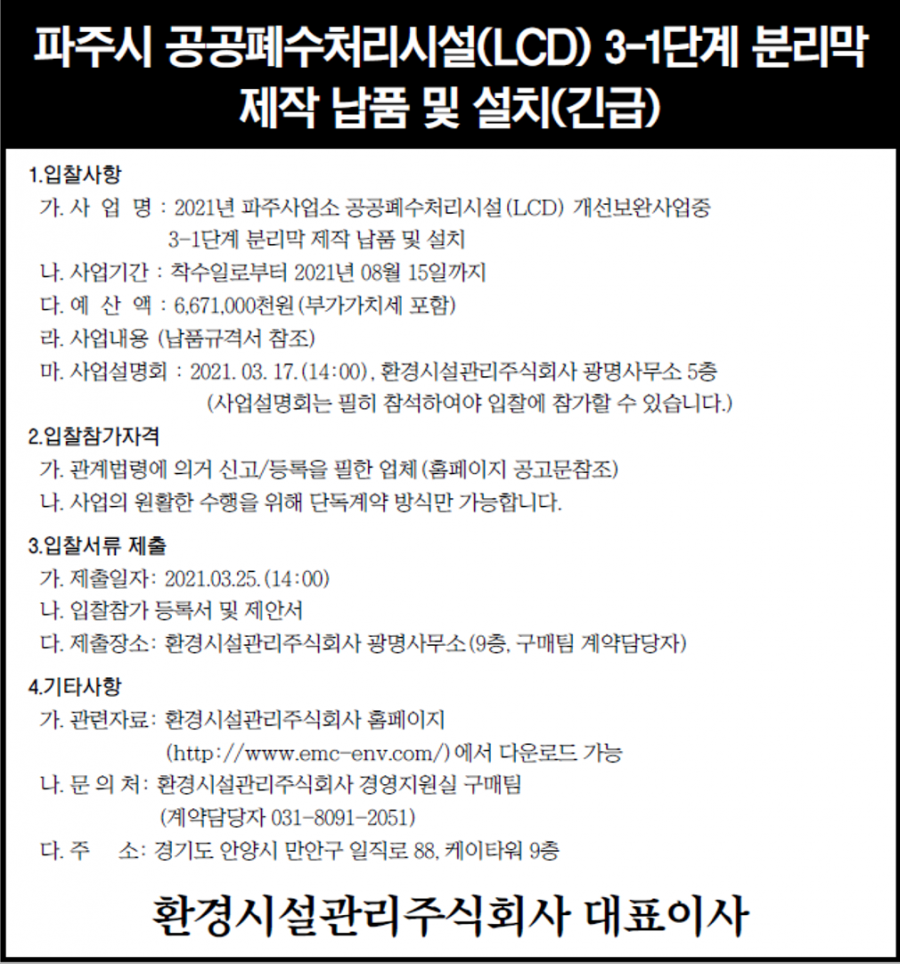 파주시 공공폐수처리시설(LCD) 3-1단계 분리막
제작 납품 및 설치(긴급)
1.입찰사항
가. 사 업 명 : 2021년 파주사업소 공공폐수처리시설(LCD) 개선보완사업중
3-1단계 분리막 제작 납품 및 설치
나. 사업기간 : 착수일로부터 2021년 08월 15일까지
다. 예 산 액 : 6,671,000천원(부가가치세 포함)
라. 사업내용 (납품규격서 참조)
마. 사업설명회 : 2021. 03. 17.(14:00), 환경시설관리주식회사 광명사무소 5층
(사업설명회는 필히 참석하여야 입찰에 참가할 수 있습니다.)
2.입찰참가자격
가. 관계법령에 의거 신고/등록을 필한 업체(홈페이지 공고문참조)
나. 사업의 원활한 수행을 위해 단독계약 방식만 가능합니다.
3.입찰서류 제출
가. 제출일자: 2021.03.25.(14:00)
나. 입찰참가 등록서 및 제안서
다. 제출장소: 환경시설관리주식회사 광명사무소(9층, 구매팀 계약담당자)
4.기타사항
가. 관련자료: 환경시설관리주식회사 홈페이지
(http://www.emc-env.com/)에서 다운로드 가능
나. 문 의 처: 환경시설관리주식회사 경영지원실 구매팀
(계약담당자 031-8091-2051)
다. 주 소: 경기도 안양시 만안구 일직로 88, 케이타워 9층
환경시설관리주식회사 대표이사